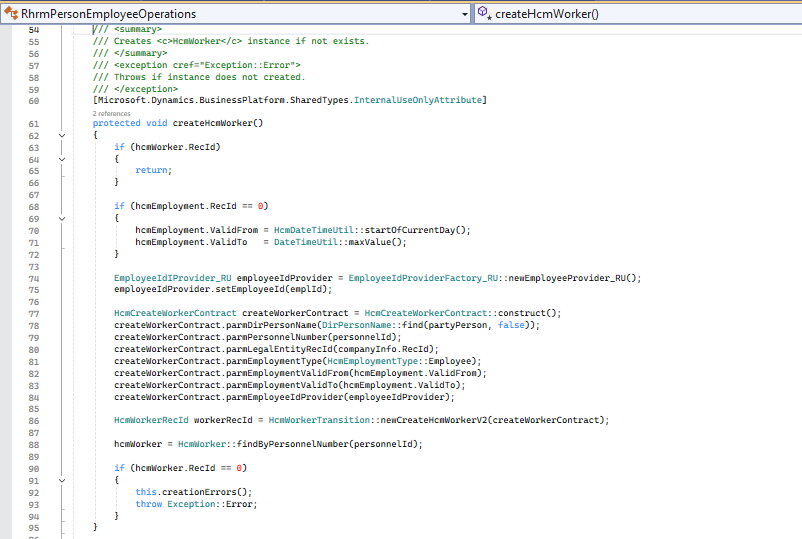 RhrmPersonEmployeeOperations createHcmWorker()
54 /// <summary>
55 /// Creates <c>HcmWorker</c> instance if not exists.
56 /// </summary>
57 /// <exception cref="Exception::Error">
58 /// Throws if instance does not created.
59 /// </exception>
60 [Microsoft.Dynamics.BusinessPlatform.SharedTypes.InternalUseOnlyAttribute]
2 references
61 protected void createHcmWorker()
62 {
63 if (hcmWorker.RecId)
64 {
65 return;
66 }
67
68 if (hcmEmployment.RecId == 0)
69 {
70 hcmEmployment.ValidFrom = HcmDateTimeUtil::startOfCurrentDay();
71 hcmEmployment.ValidTo   = DateTimeUtil::maxValue();
72 }
73
74 EmployeeIdIProvider_RU employeeIdProvider = EmployeeIdProviderFactory_RU::newEmployeeProvider_RU();
75 employeeIdProvider.setEmployeeId(emplId);
76
77 HcmCreateWorkerContract createWorkerContract = HcmCreateWorkerContract::construct();
78 createWorkerContract.parmDirPersonName(DirPersonName::find(partyPerson, false));
79 createWorkerContract.parmPersonnelNumber(personnelId);
80 createWorkerContract.parmLegalEntityRecId(companyInfo.RecId);
81 createWorkerContract.parmEmploymentType(HcmEmploymentType::Employee);
82 createWorkerContract.parmEmploymentValidFrom(hcmEmployment.ValidFrom);
83 createWorkerContract.parmEmploymentValidTo(hcmEmployment.ValidTo);
84 createWorkerContract.parmEmployeeIdProvider(employeeIdProvider);
85
86 HcmWorkerRecId workerRecId = HcmWorkerTransition::newCreateHcmWorkerV2(createWorkerContract);
87
88 hcmWorker = HcmWorker::findByPersonnelNumber(personnelId);
89
90 if (hcmWorker.RecId == 0)
91 {
92 this.creationErrors();
93 throw Exception::Error;
94 }
95 }